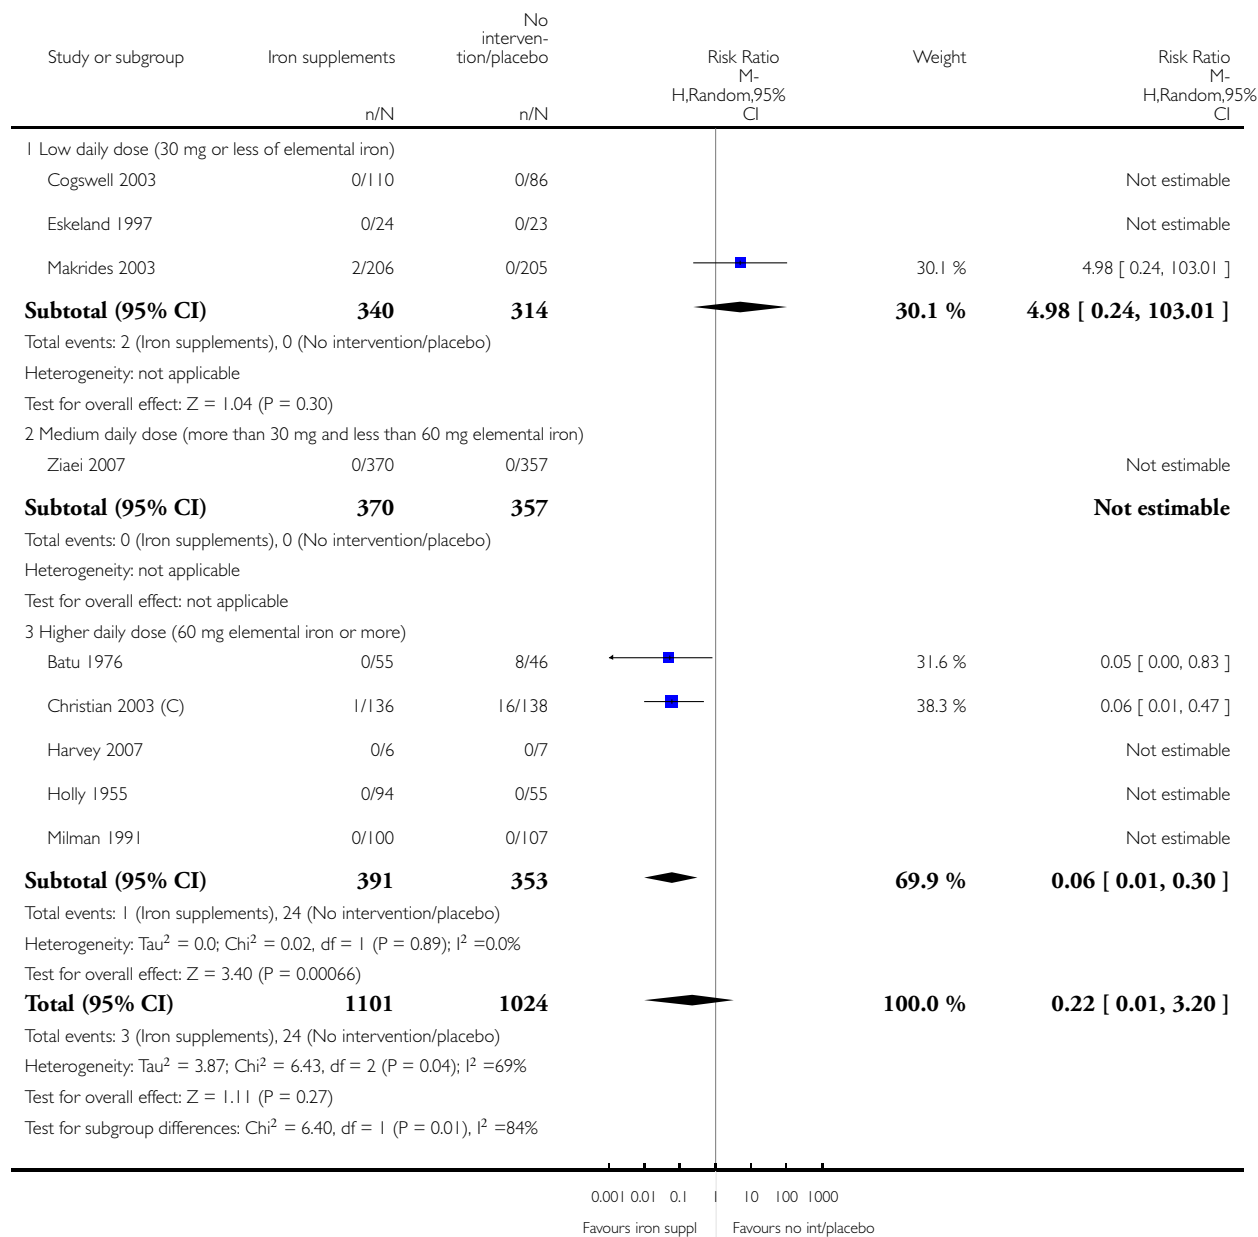 Study or subgroup Iron supplements No interven-tion/placebo Risk Ratio Weight Risk Ratio
n/N n/N M-H,Random,95% CI M-H,Random,95% CI
1 Low daily dose (30 mg or less of elemental iron)
Cogswell 2003 0/110 0/86 Not estimable
Eskeland 1997 0/24 0/23 Not estimable
Makrides 2003 2/206 0/205 30.1 % 4.98 [ 0.24, 103.01 ]
Subtotal (95% CI) 340 314 30.1 % 4.98 [ 0.24, 103.01 ]
Total events: 2 (Iron supplements), 0 (No intervention/placebo)
Heterogeneity: not applicable
Test for overall effect: Z = 1.04 (P = 0.30)
2 Medium daily dose (more than 30 mg and less than 60 mg elemental iron)
Ziaei 2007 0/370 0/357 Not estimable
Subtotal (95% CI) 370 357 Not estimable
Total events: 0 (Iron supplements), 0 (No intervention/placebo)
Heterogeneity: not applicable
Test for overall effect: not applicable
3 Higher daily dose (60 mg elemental iron or more)
Batu 1976 0/55 8/46 31.6 % 0.05 [ 0.00, 0.83 ]
Christian 2003 (C) 1/136 16/138 38.3 % 0.06 [ 0.01, 0.47 ]
Harvey 2007 0/6 0/7 Not estimable
Holly 1955 0/94 0/55 Not estimable
Milman 1991 0/100 0/107 Not estimable
Subtotal (95% CI) 391 353 69.9 % 0.06 [ 0.01, 0.30 ]
Total events: 1 (Iron supplements), 24 (No intervention/placebo)
Heterogeneity: Tau² = 0.0; Chi² = 0.02, df = 1 (P = 0.89); I² =0.0%
Test for overall effect: Z = 3.40 (P = 0.00066)
Total (95% CI) 1101 1024 100.0 % 0.22 [ 0.01, 3.20 ]
Total events: 3 (Iron supplements), 24 (No intervention/placebo)
Heterogeneity: Tau² = 3.87; Chi² = 6.43, df = 2 (P = 0.04); I² =69%
Test for overall effect: Z = 1.11 (P = 0.27)
Test for subgroup differences: Chi² = 6.40, df = 1 (P = 0.01), I² =84%
0.001 0.01 0.1 1 10 100 1000
Favours iron suppl Favours no int/placebo